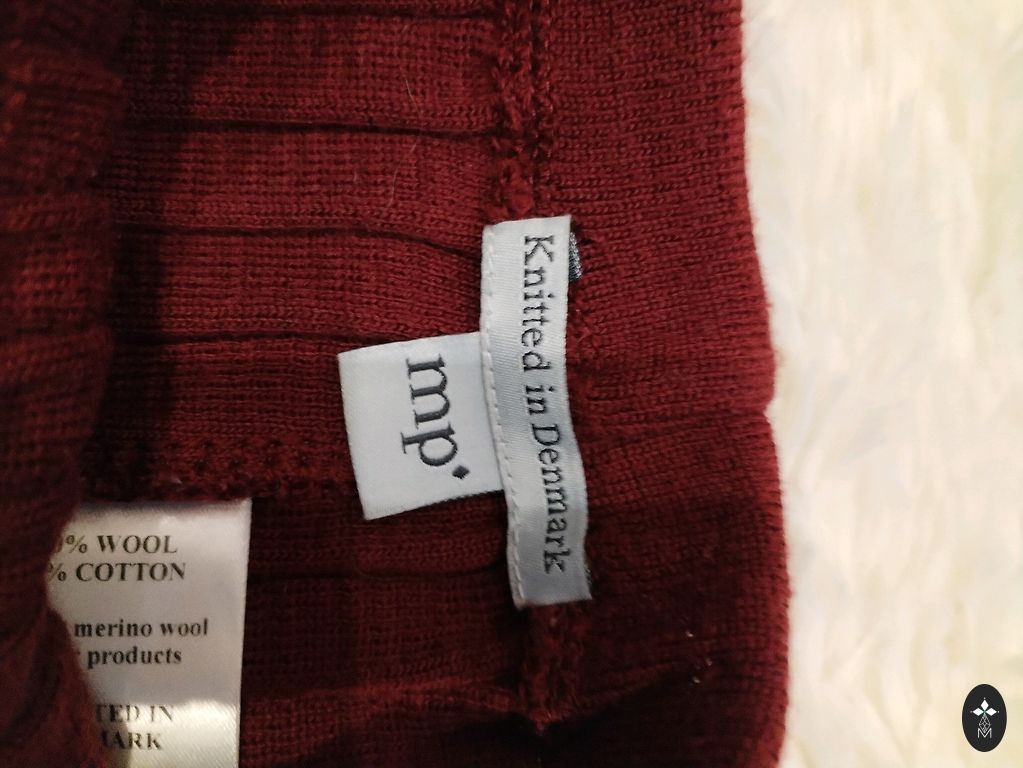 Knitted in Denmark
mp.
% WOOL
% COTTON
merino wool
products
TED IN
MARK
M